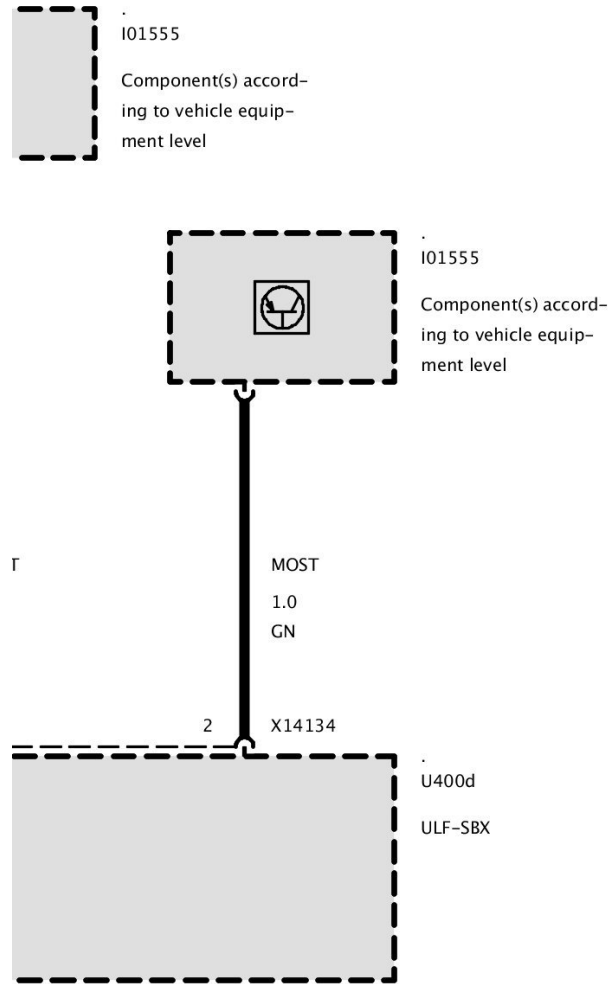 .
I01555
Component(s) accord–
ing to vehicle equip–
ment level
.
I01555
Component(s) accord–
ing to vehicle equip–
ment level
T
MOST
1.0
GN
2
X14134
.
U400d
ULF–SBX